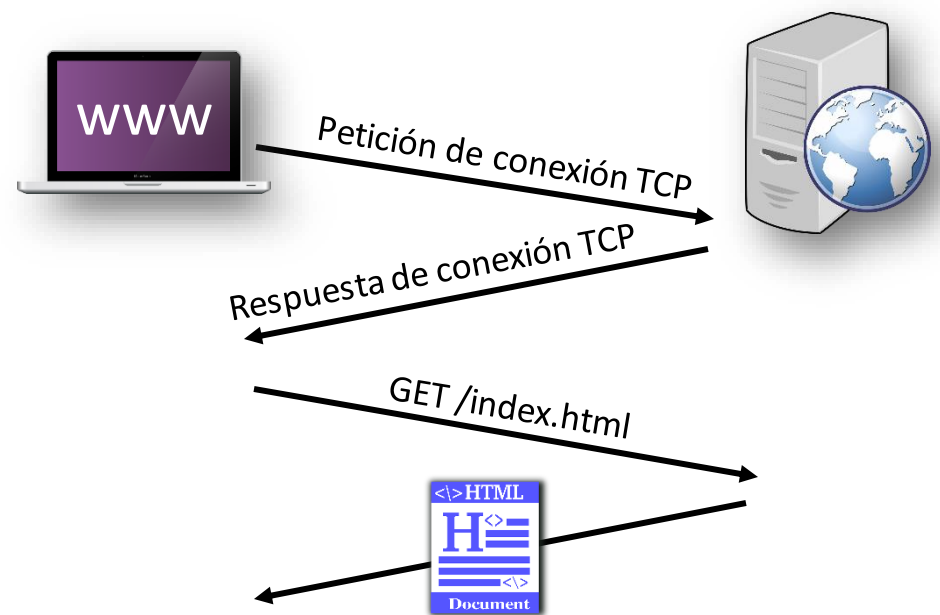 WWW
Petición de conexión TCP
Respuesta de conexión TCP
GET /index.html
<\>HTML
H<>
<\>
Document